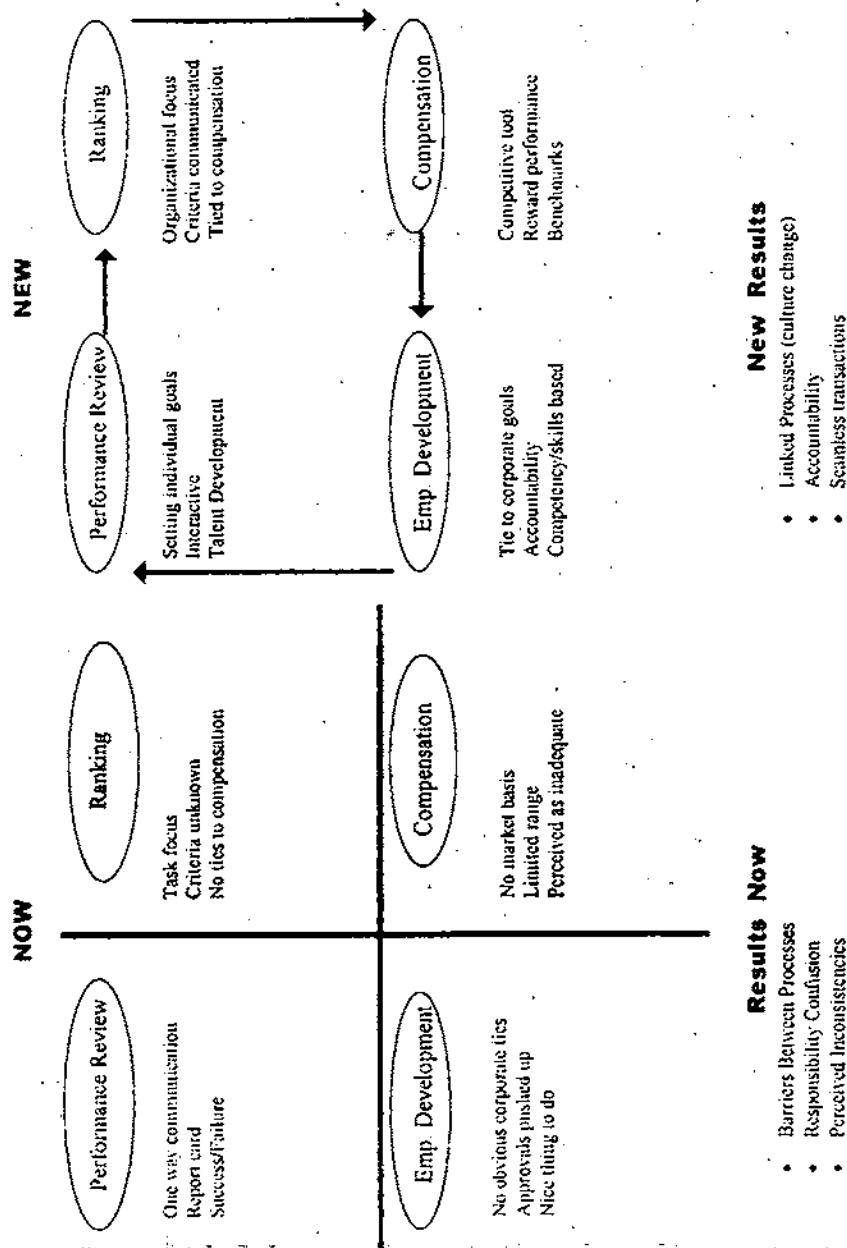 NOW
Performance Review
One way communication
Report card
Success/Failure
Ranking
Task focus
Criteria unknown
No ties to compensation
Emp. Development
No obvious corporate ties
Approvals pushed up
Nice thing to do
Compensation
No market basis
Limited range
Perceived as inadequate
Results Now
• Barriers Between Processes
• Responsibility Confusion
• Perceived Inconsistencies
NEW
Performance Review
Setting individual goals
Interactive
Talent Development
Ranking
Organizational focus
Criteria communicated
Tied to compensation
Emp. Development
Tie to corporate goals
Accountability
Competency/skills based
Compensation
Competitive tool
Reward performance
Benchmarks
New Results
• Linked Processes (culture change)
• Accountability
• Seamless transactions